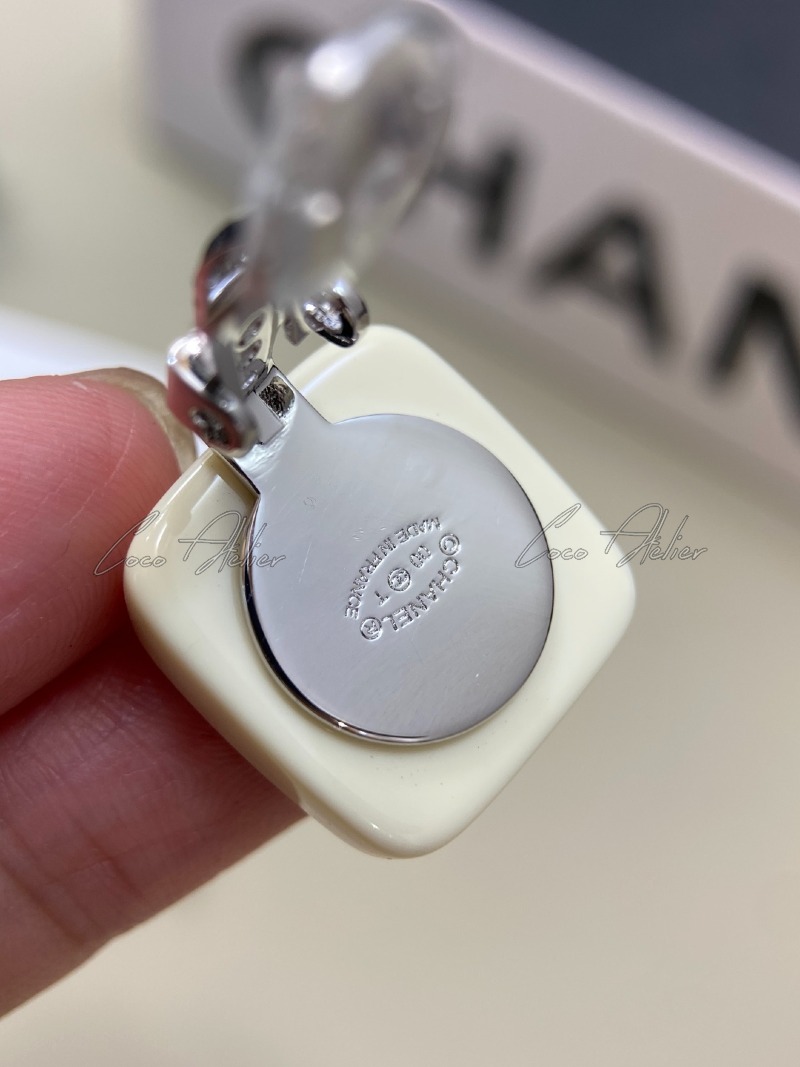 CHAN
© CHANEL ®
T
MADE IN FRANCE
Coco Atelier
Coco Atelier